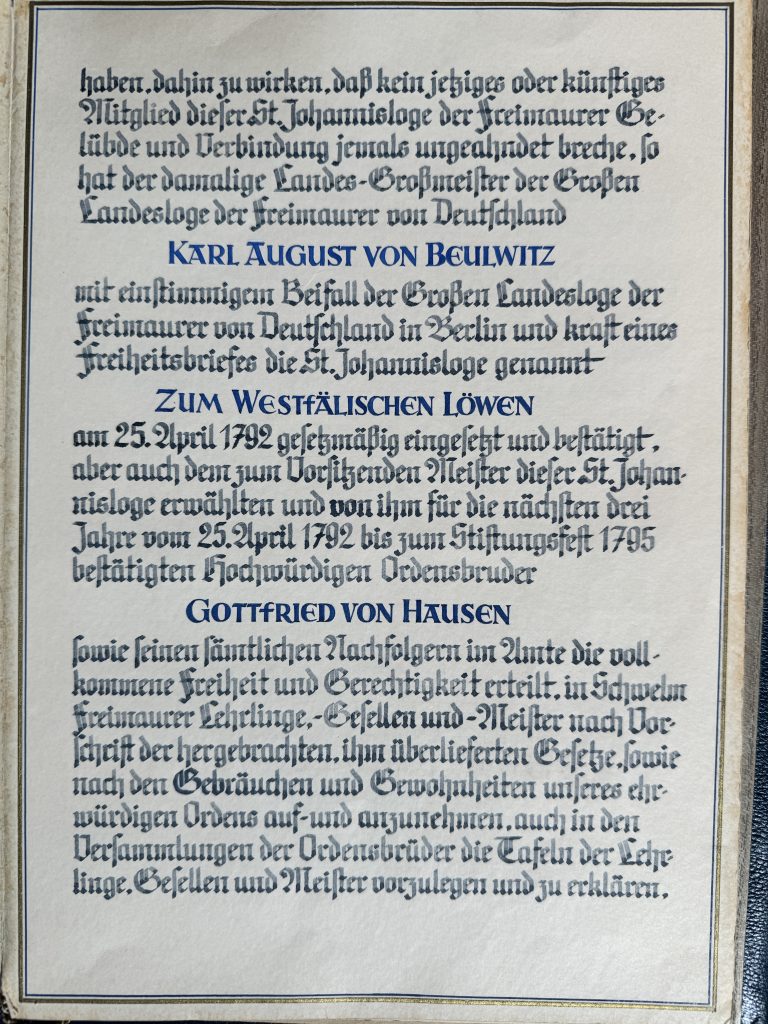 haben, dahin zu wirken, daß kein jetziges oder künftiges
Mitglied dieser St. Johannisloge der Freimaurer Ge-
lübde und Verbindung jemals ungeahndet breche, so
hat der damalige Landes-Großmeister der Großen
Landesloge der Freimaurer von Deutschland
KARL AUGUST VON BEULWITZ
mit einstimmigem Beifall der Großen Landesloge der
Freimaurer von Deutschland in Berlin und kraft eines
Freiheitsbriefes die St. Johannisloge genannt
ZUM WESTFÄLISCHEN LÖWEN
am 25. April 1792 gesetzmäßig eingesetzt und bestätigt,
aber auch dem zum Vorsitzenden Meister dieser St. Johan-
nisloge erwählten und von ihm für die nächsten drei
Jahre vom 25. April 1792 bis zum Stiftungsfest 1795
bestätigten Hochwürdigen Ordensbruder
GOTTFRIED VON HAUSEN
sowie seinen sämtlichen Nachfolgern im Amte die voll-
kommene Freiheit und Gerechtigkeit erteilt, in Schwelm
Freimaurer Lehrlinge,-Gesellen und -Meister nach Vor-
schrift der hergebrachten, ihm überlieferten Gesetze, sowie
nach den Gebräuchen und Gewohnheiten unseres ehr-
würdigen Ordens auf-und anzunehmen, auch in den
Versammlungen der Ordensbrüder die Tafeln der Lehr-
linge, Gesellen und Meister vorzulegen und zu erklären.